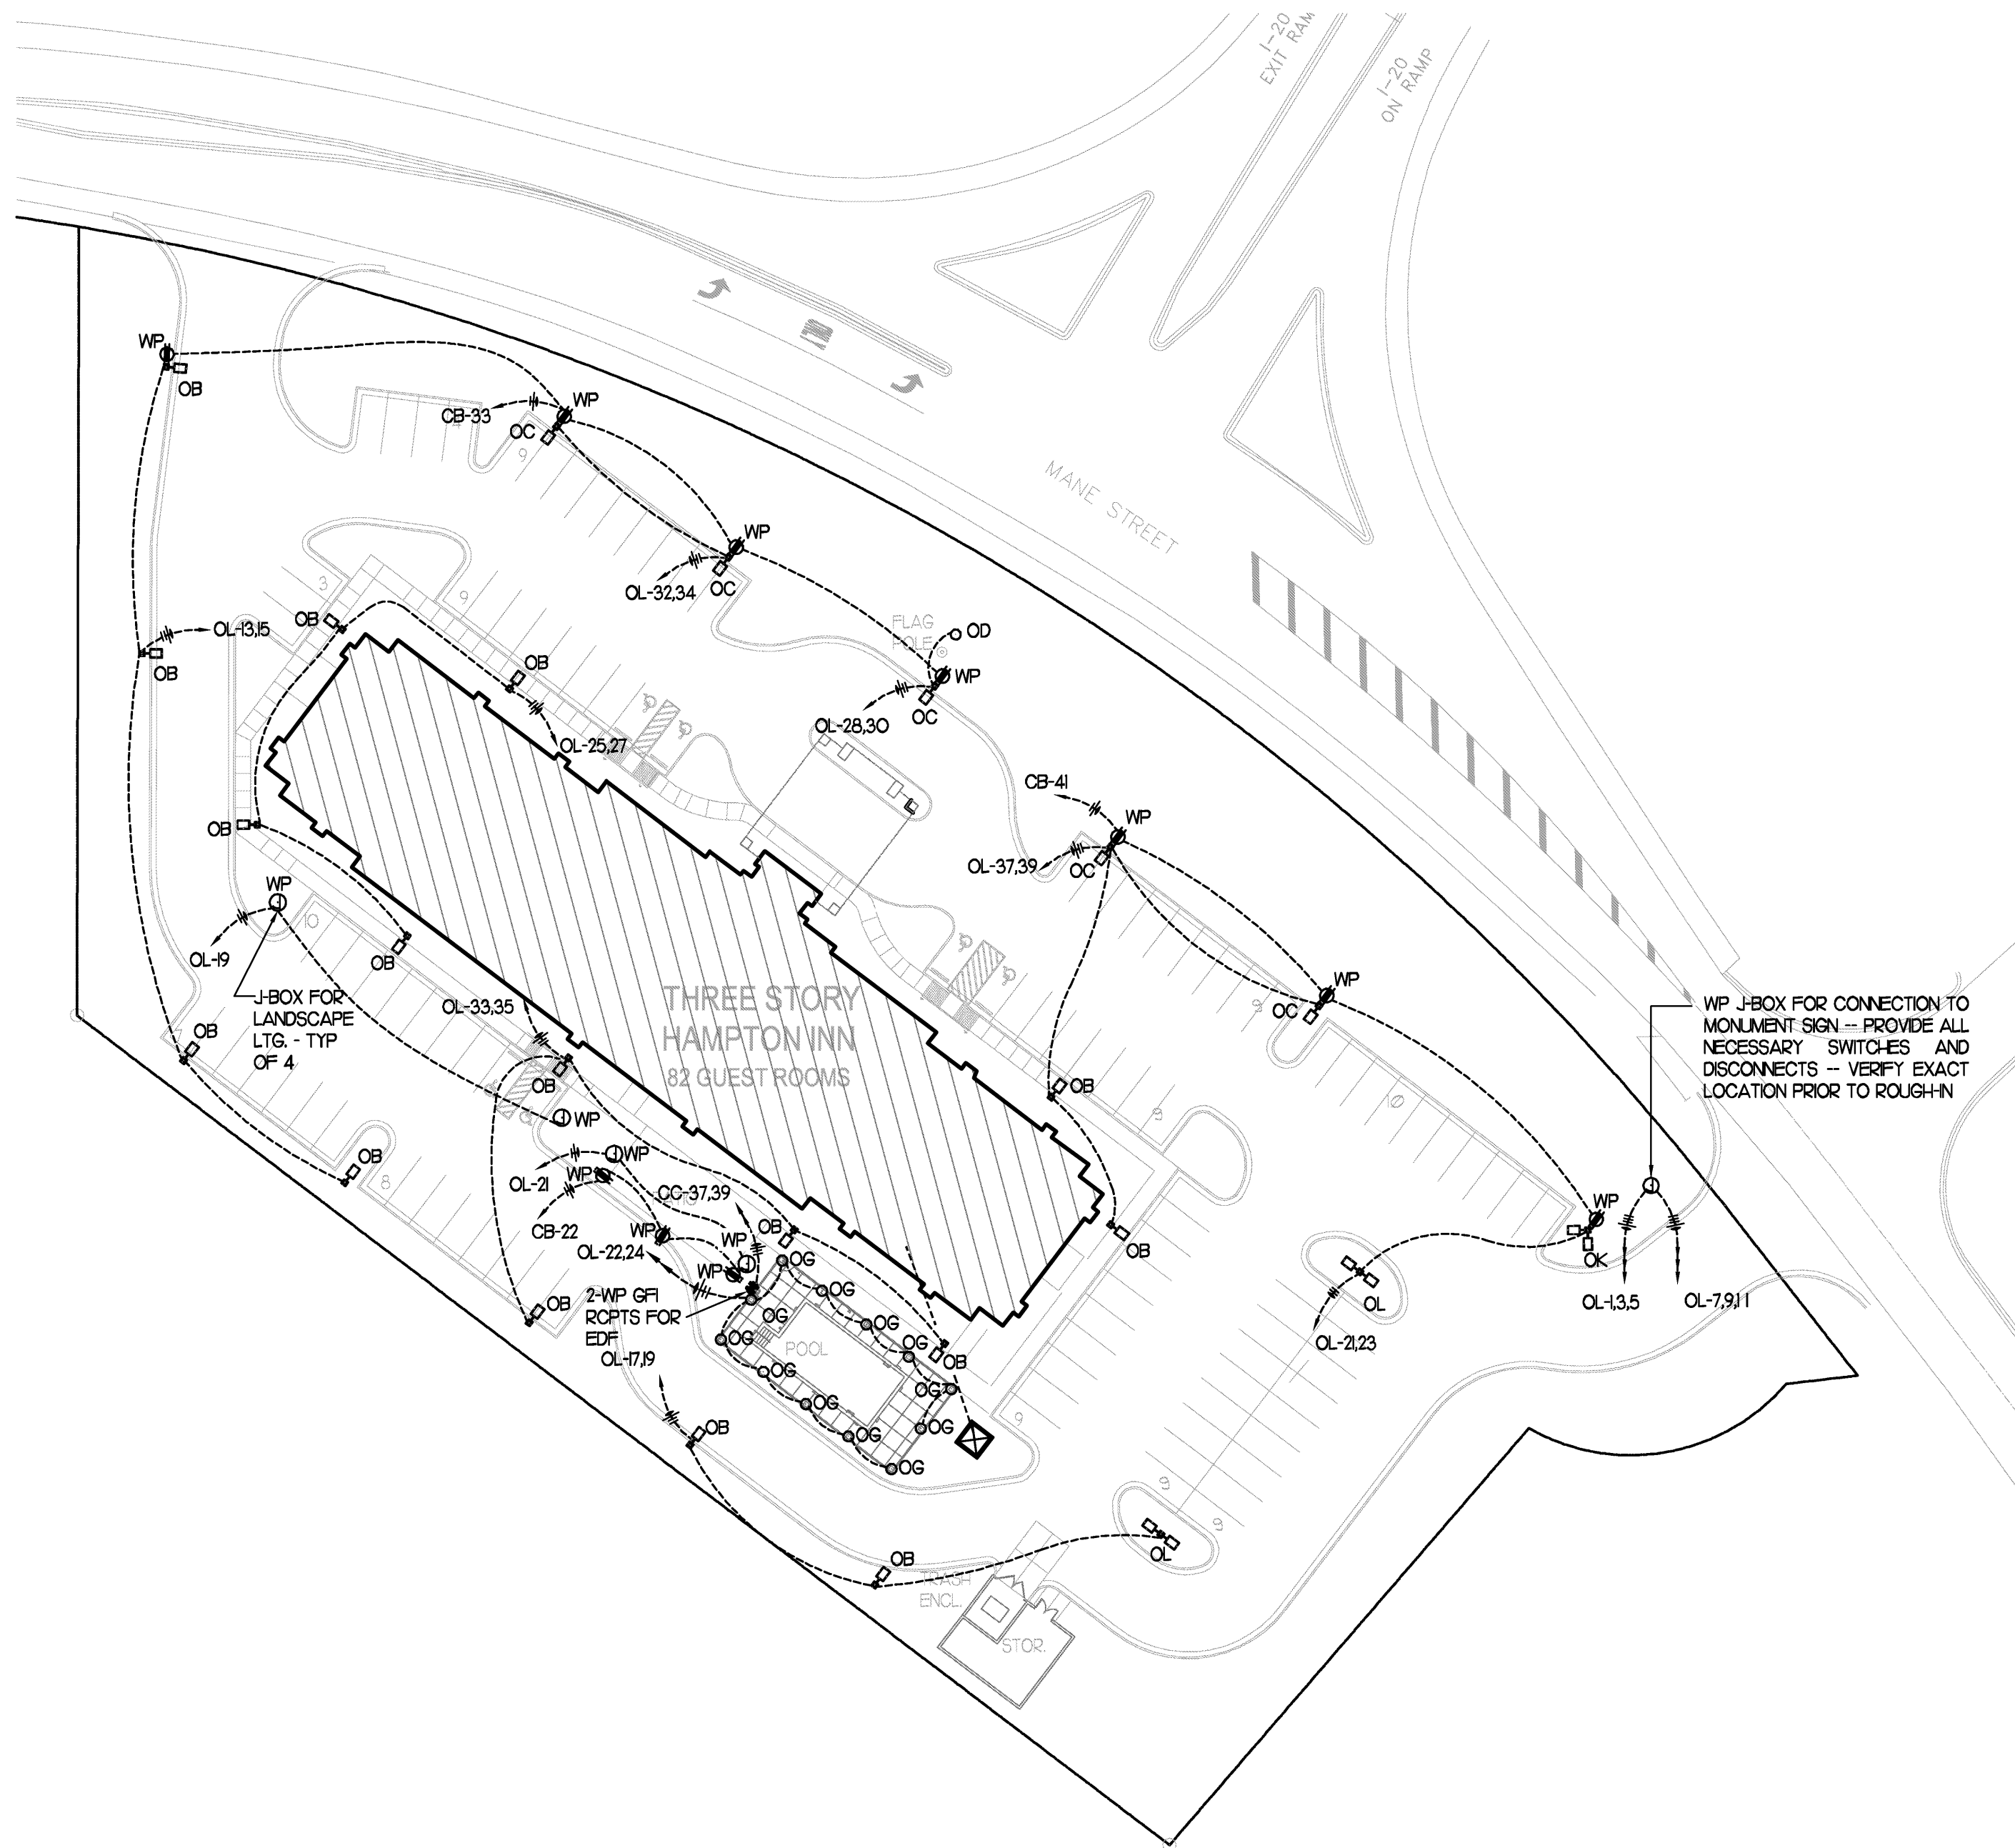 I-20
EXIT RAM
I-20
ON RAMP
WP
OB
CB-33
WP
OC
9
MANE STREET
WP
OC
OL-32,34
3
9
OB
OL-13,15
OB
FLAG
POLE
OD
OB
WP
OC
OL-28,30
OL-25,27
CB-41
WP
OB
OL-37,39
OC
WP
10
OL-19
OB
J-BOX FOR
LANDSCAPE
LTG. - TYP
OF 4
OL-33,35
THREE STORY
HAMPTON INN
82 GUEST ROOMS
WP
OC
9
WP J-BOX FOR CONNECTION TO
MONUMENT SIGN -- PROVIDE ALL
NECESSARY SWITCHES AND
DISCONNECTS -- VERIFY EXACT
LOCATION PRIOR TO ROUGH-IN
OB
OB
OB
9
10
WP
OB
8
WP
OL-21
WP
CC-37,39
CB-22
WP
OB
WP
OL-22,24
WP
OB
WP
OK
OG
OL
OL-1,3,5
OL-7,9,11
2-WP GFI
RCPTS FOR
EDF
OB
OG
OG
OG
OG
POOL
OG
OB
OL-21,23
OL-17,19
OG
OG
OG
OG
OG
OG
9
OB
9
9
OB
OL
TRASH
ENCL.
STOR.